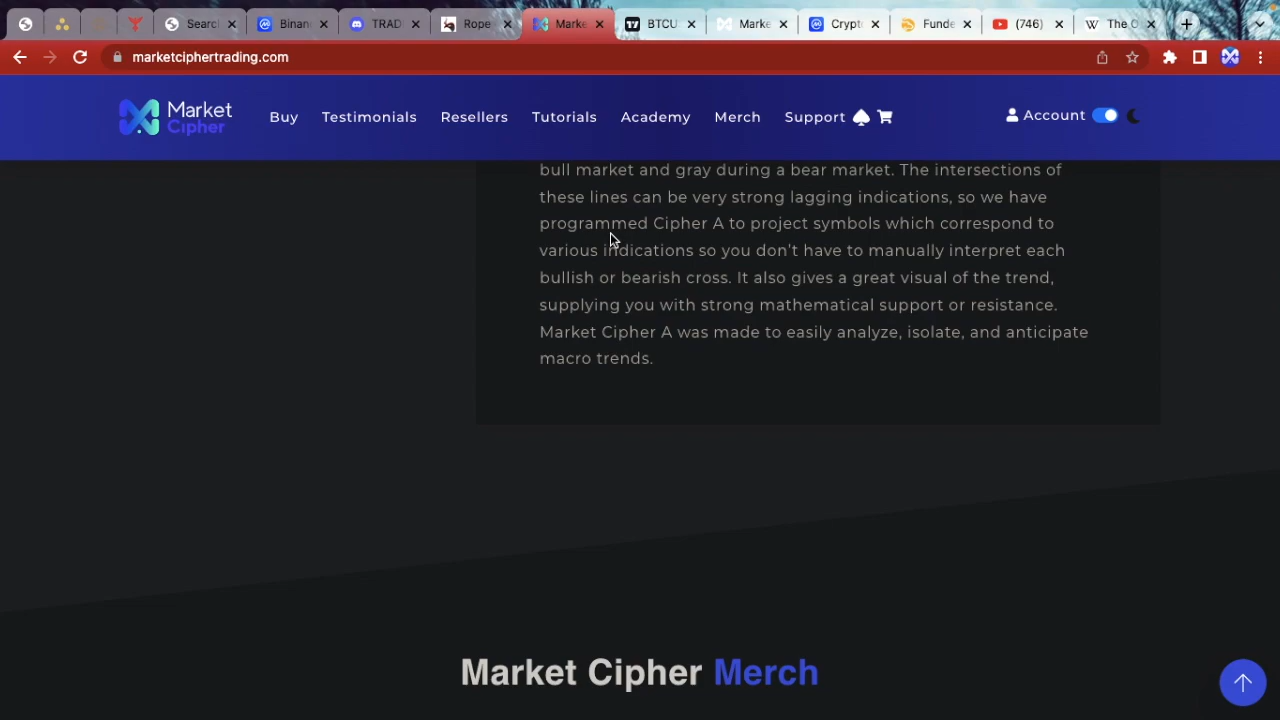 Searc
Binan
TRAD
Rope
Marke
BTCU
Marke
Crypt
Funde
(746)
The C
marketciphertrading.com
Market
Cipher
Buy
Testimonials
Resellers
Tutorials
Academy
Merch
Support
Account
bull market and gray during a bear market. The intersections of
these lines can be very strong lagging indications, so we have
programmed Cipher A to project symbols which correspond to
various indications so you don't have to manually interpret each
bullish or bearish cross. It also gives a great visual of the trend,
supplying you with strong mathematical support or resistance.
Market Cipher A was made to easily analyze, isolate, and anticipate
macro trends.
Market Cipher Merch